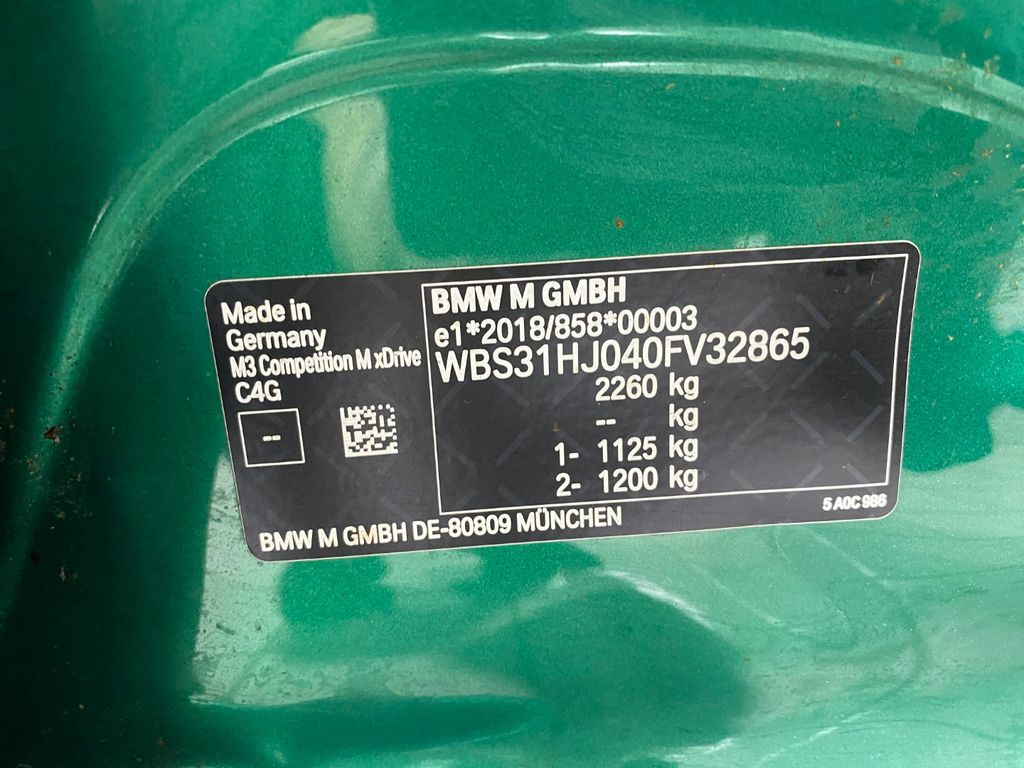 Made in
Germany
M3 Competition M xDrive
C4G
--
BMW M GMBH
e1*2018/858*00003
WBS31HJ040FV32865
2260 kg
-- kg
1- 1125 kg
2- 1200 kg
5 A0C 986
BMW M GMBH DE-80809 MÜNCHEN